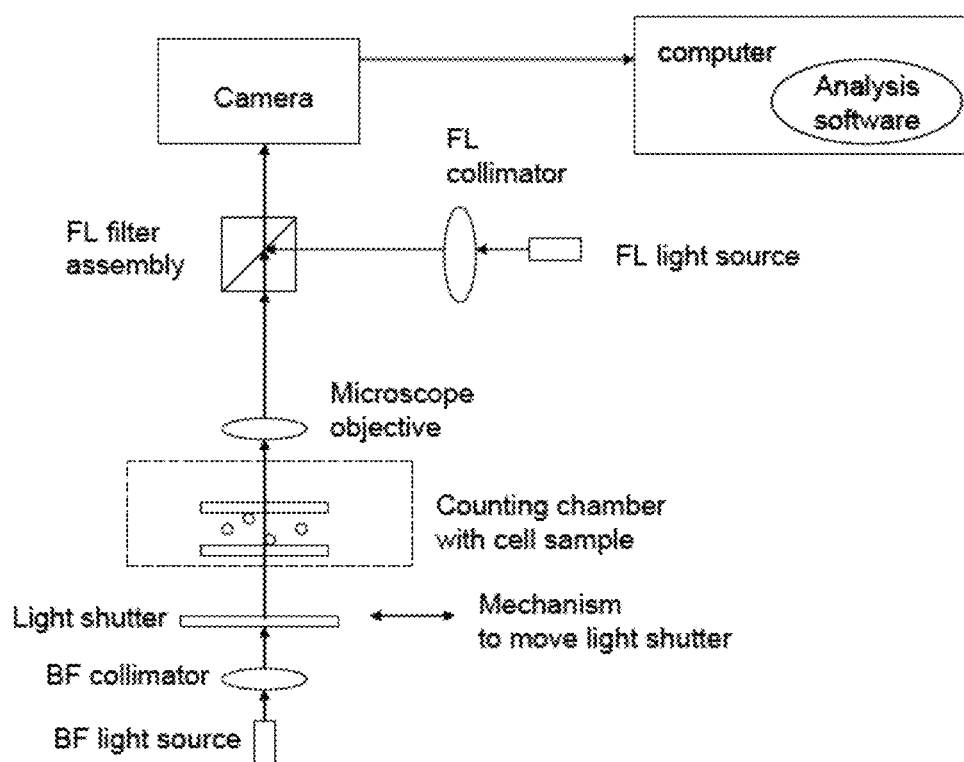 Camera
computer
Analysis
software
FL
collimator
FL filter
assembly
FL light source
Microscope
objective
Counting chamber
with cell sample
Light shutter
Mechanism
to move light shutter
BF collimator
BF light source